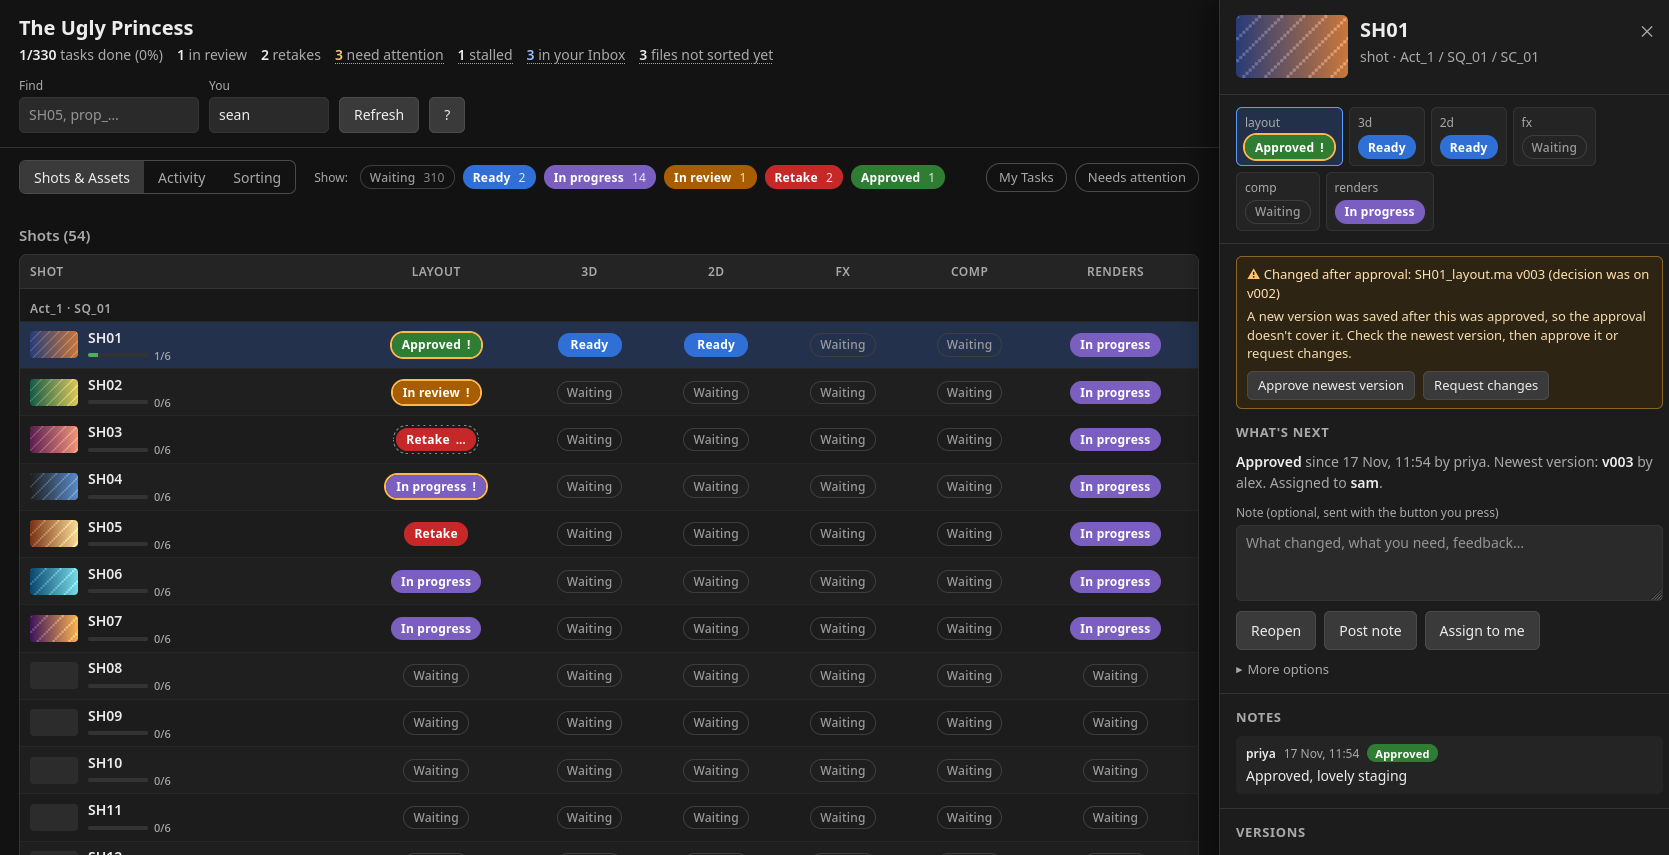 The Ugly Princess
1/330 tasks done (0%) 1 in review 2 retakes 3 need attention 1 stalled 3 in your Inbox 3 files not sorted yet
Find You
SH05, prop_... sean Refresh ?
Shots & Assets Activity Sorting Show: Waiting 310 Ready 2 In progress 14 In review 1 Retake 2 Approved 1 My Tasks Needs attention
Shots (54)
SHOT LAYOUT 3D 2D FX COMP RENDERS
Act_1 · SQ_01
SH01 Approved ! Ready Ready Waiting Waiting In progress
1/6
SH02 In review ! Waiting Waiting Waiting Waiting In progress
0/6
SH03 Retake ... Waiting Waiting Waiting Waiting In progress
0/6
SH04 In progress ! Waiting Waiting Waiting Waiting In progress
0/6
SH05 Retake Waiting Waiting Waiting Waiting In progress
0/6
SH06 In progress Waiting Waiting Waiting Waiting In progress
0/6
SH07 In progress Waiting Waiting Waiting Waiting In progress
0/6
SH08 Waiting Waiting Waiting Waiting Waiting Waiting
0/6
SH09 Waiting Waiting Waiting Waiting Waiting Waiting
0/6
SH10 Waiting Waiting Waiting Waiting Waiting Waiting
0/6
SH11 Waiting Waiting Waiting Waiting Waiting Waiting
0/6
SH01
shot · Act_1 / SQ_01 / SC_01
layout 3d 2d fx
Approved ! Ready Ready Waiting
comp renders
Waiting In progress
⚠ Changed after approval: SH01_layout.ma v003 (decision was on
v002)
A new version was saved after this was approved, so the approval
doesn't cover it. Check the newest version, then approve it or
request changes.
Approve newest version Request changes
WHAT'S NEXT
Approved since 17 Nov, 11:54 by priya. Newest version: v003 by
alex. Assigned to sam.
Note (optional, sent with the button you press)
What changed, what you need, feedback...
Reopen Post note Assign to me
▸ More options
NOTES
priya 17 Nov, 11:54 Approved
Approved, lovely staging
VERSIONS